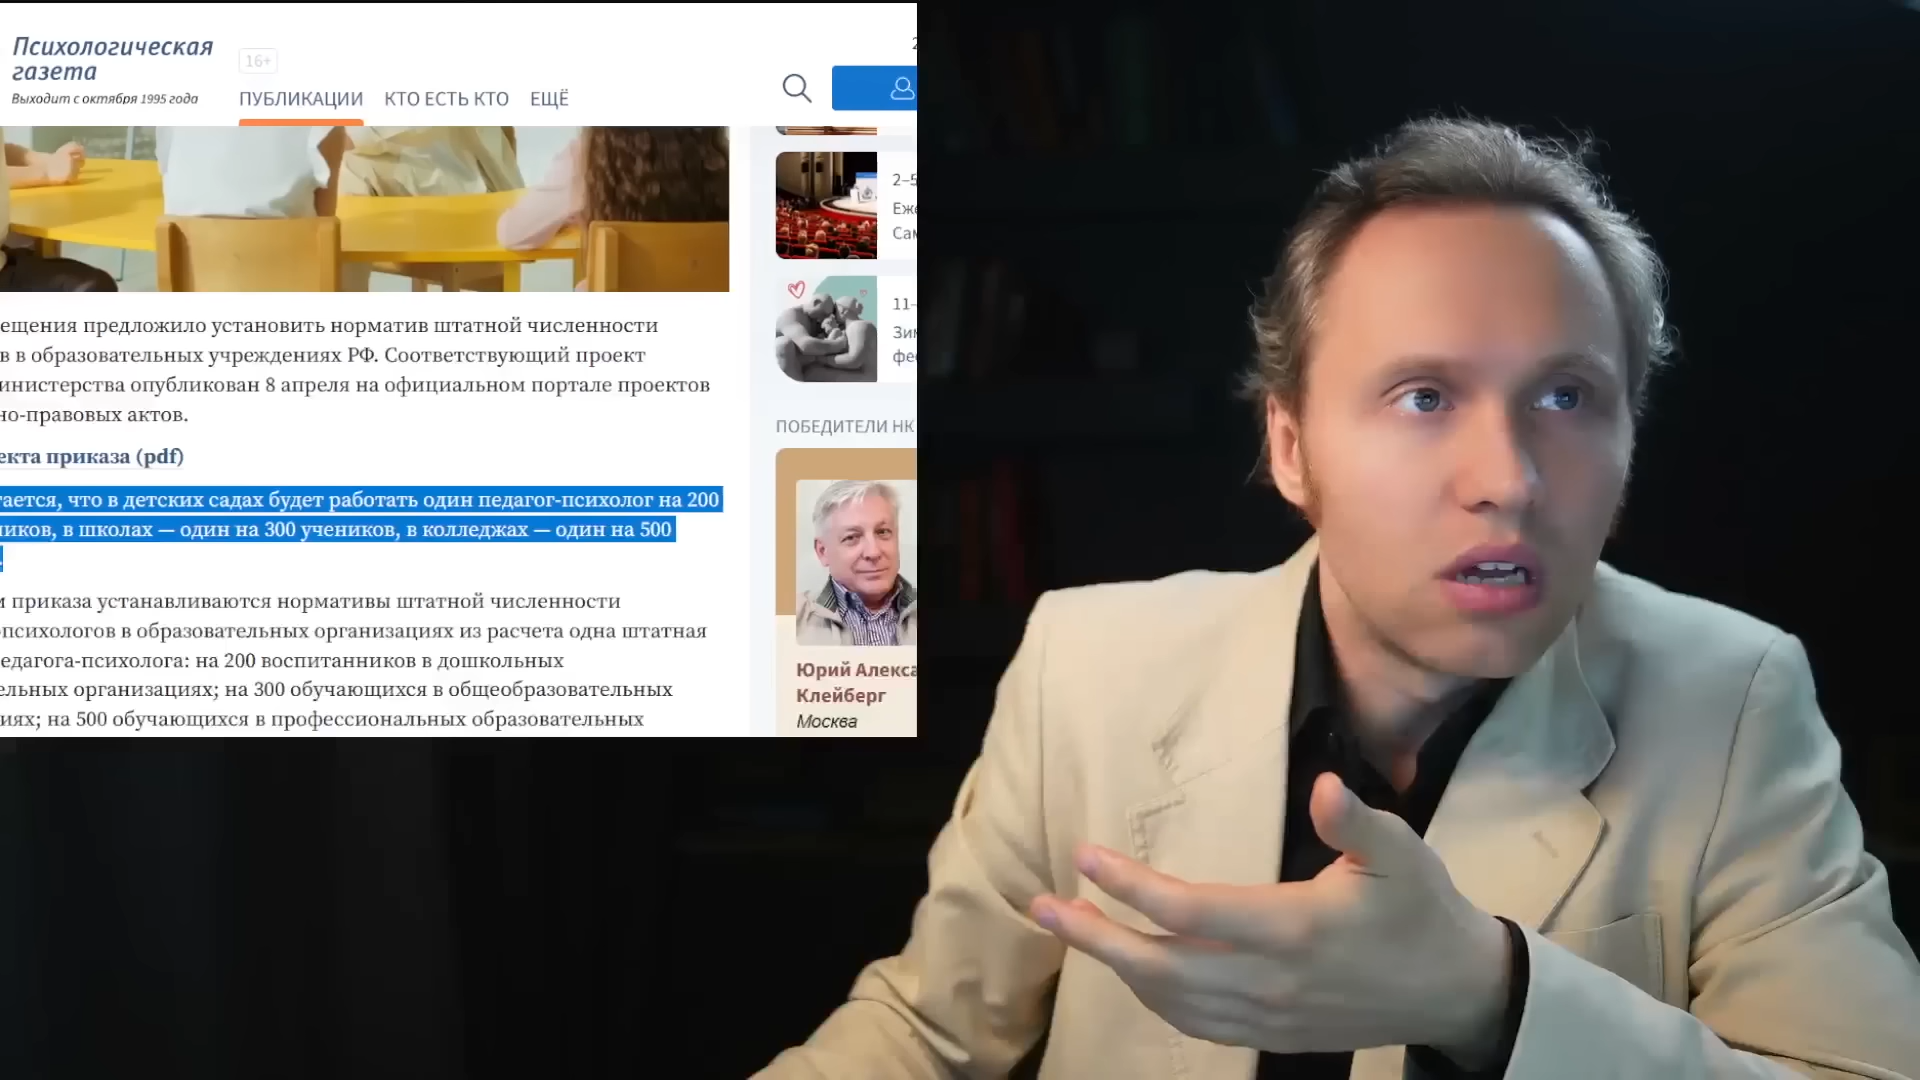 Психологическая
газета
Выходит с октября 1995 года
16+
ПУБЛИКАЦИИ КТО ЕСТЬ КТО ЕЩЁ
ещения предложило установить норматив штатной численности
в в образовательных учреждениях РФ. Соответствующий проект
инистерства опубликован 8 апреля на официальном портале проектов
но-правовых актов.
екта приказа (pdf)
гается, что в детских садах будет работать один педагог-психолог на 200
ников, в школах — один на 300 учеников, в колледжах — один на 500
м приказа устанавливаются нормативы штатной численности
психологов в образовательных организациях из расчета одна штатная
едагога-психолога: на 200 воспитанников в дошкольных
ельных организациях; на 300 обучающихся в общеобразовательных
иях; на 500 обучающихся в профессиональных образовательных
2–5
Еже
Сам
11–
Зим
фес
ПОБЕДИТЕЛИ НК
Юрий Алекса
Клейберг
Москва